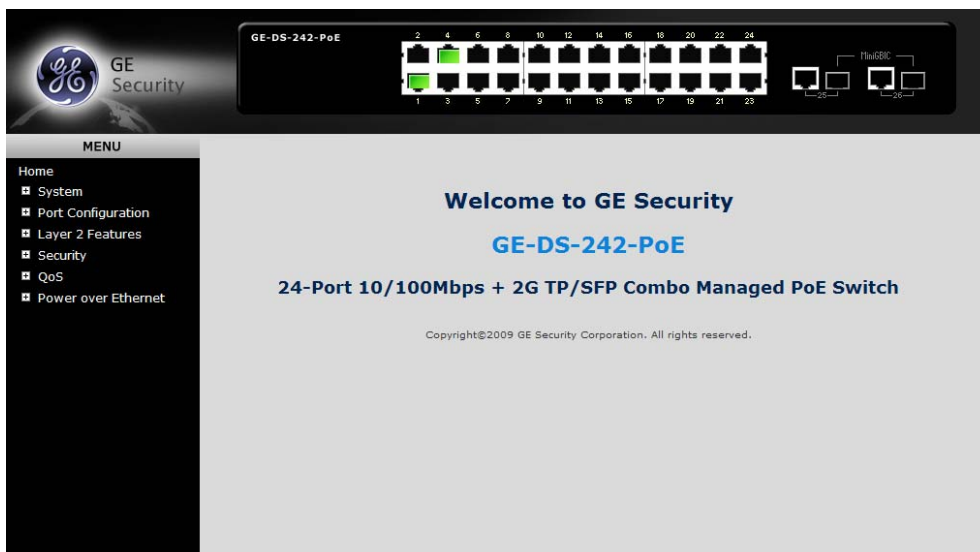 GE-DS-242-PoE
2 4 6 8 10 12 14 16 18 20 22 24
MiniGBIC
1 3 5 7 9 11 13 15 17 19 21 23
25 26
GE
Security
MENU
Home
System
Port Configuration
Layer 2 Features
Security
QoS
Power over Ethernet
Welcome to GE Security
GE-DS-242-PoE
24-Port 10/100Mbps + 2G TP/SFP Combo Managed PoE Switch
Copyright©2009 GE Security Corporation. All rights reserved.